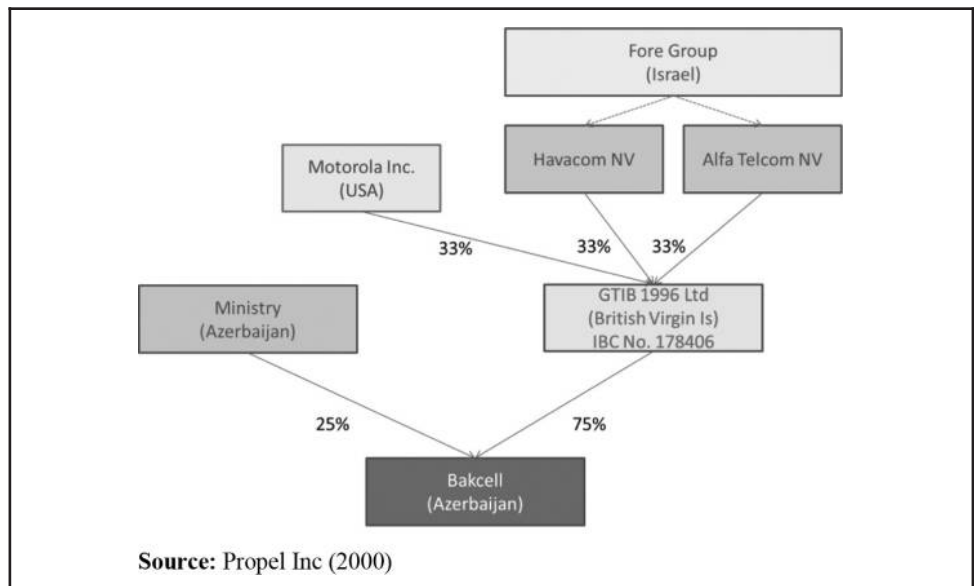 Fore Group
(Israel)
Havacom NV
Alfa Telcom NV
Motorola Inc.
(USA)
33%
33%
33%
Ministry
(Azerbaijan)
GTIB 1996 Ltd
(British Virgin Is)
IBC No. 178406
25%
75%
Bakcell
(Azerbaijan)
Source: Propel Inc (2000)